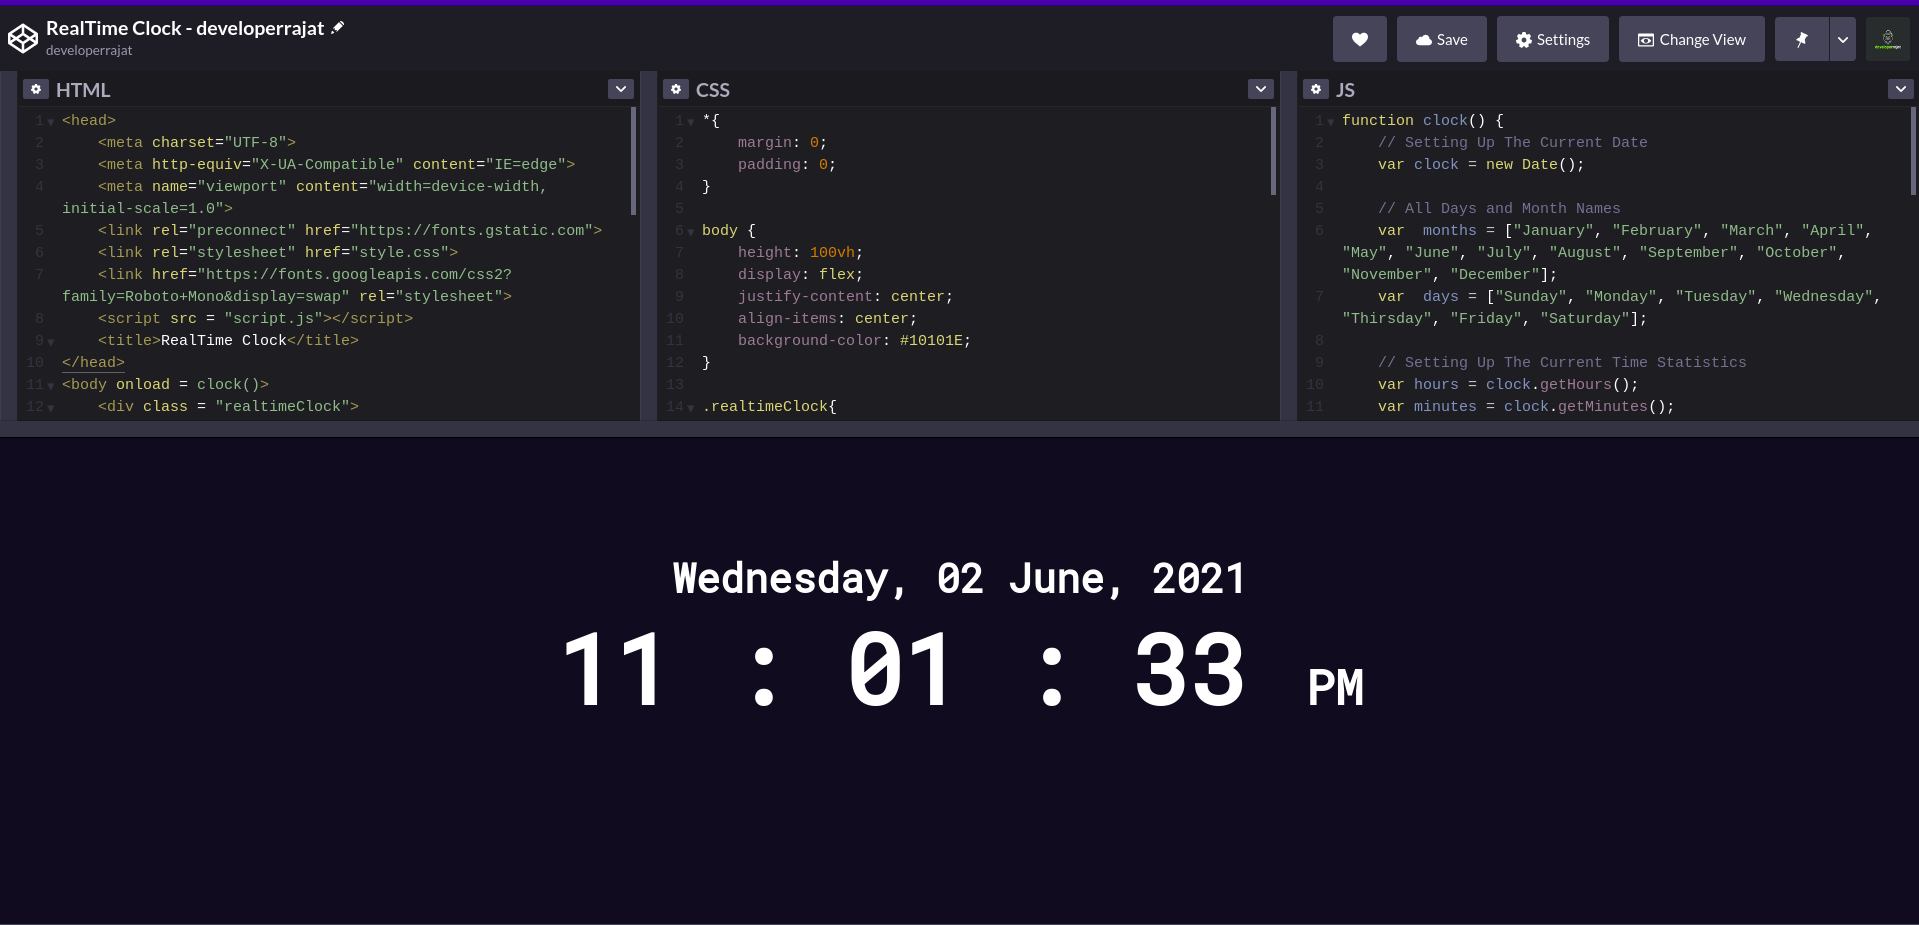 RealTime Clock - developerrajat
developerrajat
Save
Settings
Change View
HTML
1 <head>
2 <meta charset="UTF-8">
3 <meta http-equiv="X-UA-Compatible" content="IE=edge">
4 <meta name="viewport" content="width=device-width,
initial-scale=1.0">
5 <link rel="preconnect" href="https://fonts.gstatic.com">
6 <link rel="stylesheet" href="style.css">
7 <link href="https://fonts.googleapis.com/css2?
family=Roboto+Mono&display=swap" rel="stylesheet">
8 <script src = "script.js"></script>
9 <title>RealTime Clock</title>
10 </head>
11 <body onload = clock()>
12 <div class = "realtimeClock">
CSS
1 *{
2 margin: 0;
3 padding: 0;
4 }
5
6 body {
7 height: 100vh;
8 display: flex;
9 justify-content: center;
10 align-items: center;
11 background-color: #10101E;
12 }
13
14 .realtimeClock{
JS
1 function clock() {
2 // Setting Up The Current Date
3 var clock = new Date();
4
5 // All Days and Month Names
6 var  months = ["January", "February", "March", "April",
"May", "June", "July", "August", "September", "October",
"November", "December"];
7 var  days = ["Sunday", "Monday", "Tuesday", "Wednesday",
"Thirsday", "Friday", "Saturday"];
8
9 // Setting Up The Current Time Statistics
10 var hours = clock.getHours();
11 var minutes = clock.getMinutes();
Wednesday, 02 June, 2021
11 : 01 : 33 PM